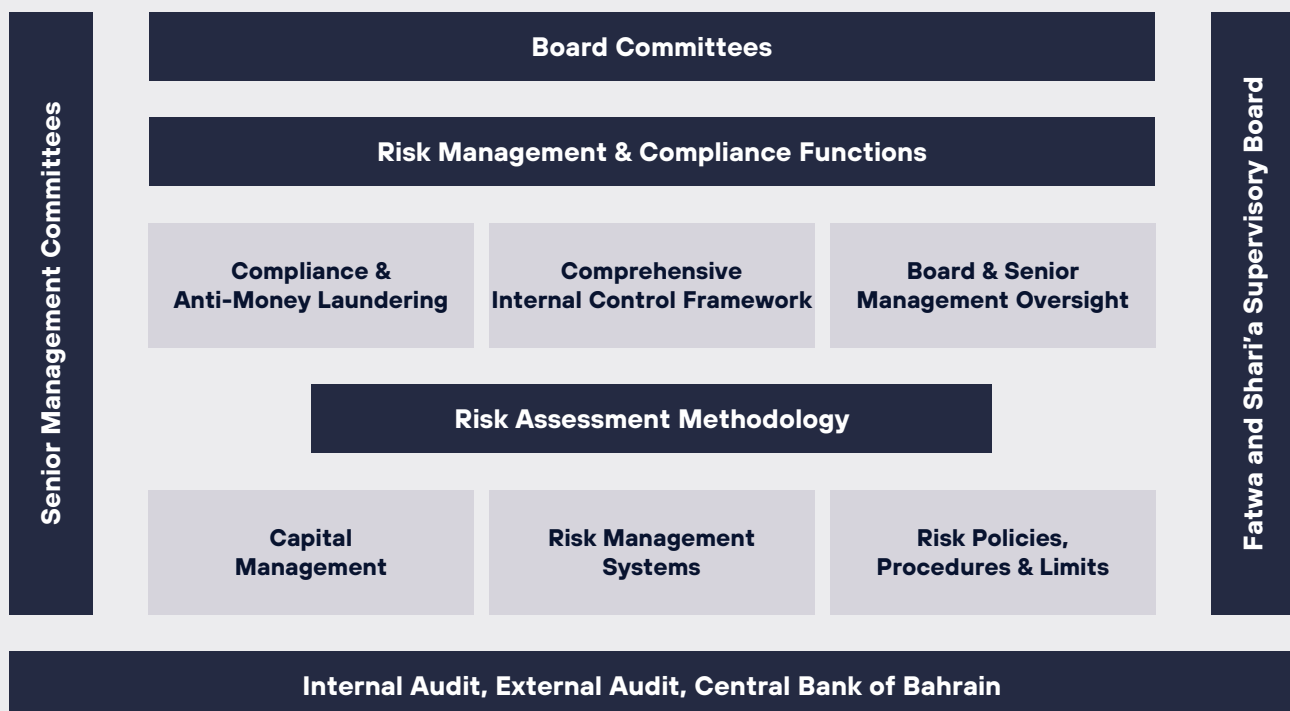 Senior Management Committees
Board Committees
Risk Management & Compliance Functions
Compliance &
Anti-Money Laundering
Comprehensive
Internal Control Framework
Board & Senior
Management Oversight
Risk Assessment Methodology
Capital
Management
Risk Management
Systems
Risk Policies,
Procedures & Limits
Fatwa and Shari’a Supervisory Board
Internal Audit, External Audit, Central Bank of Bahrain